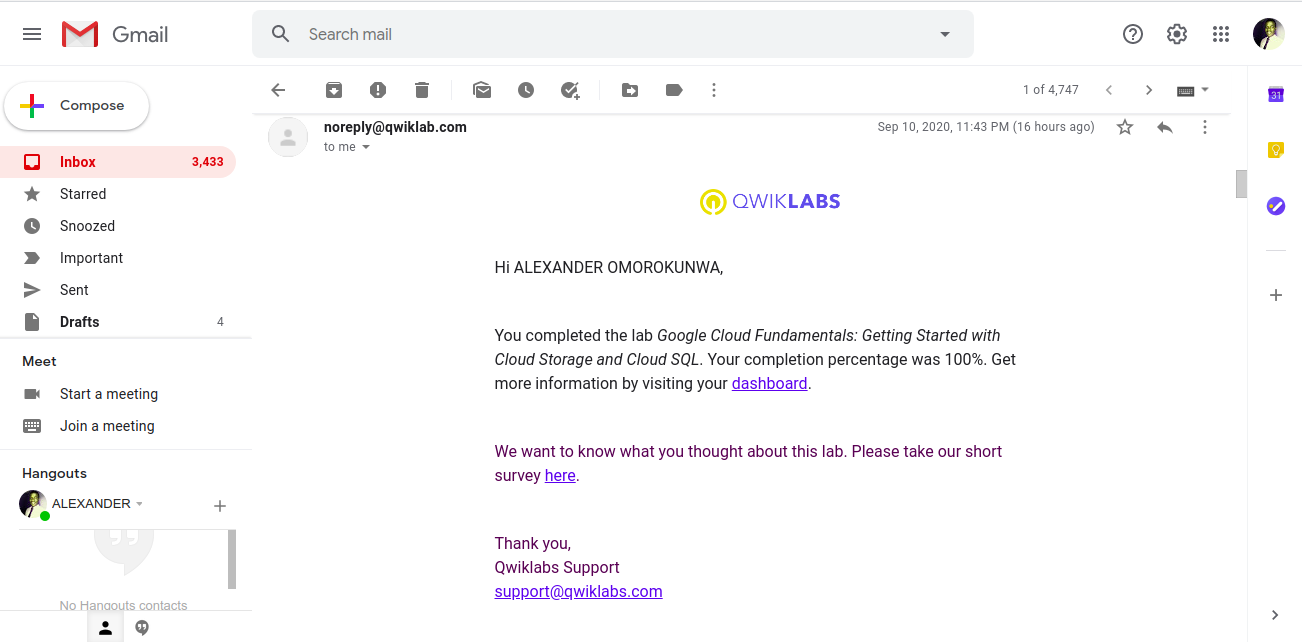 Gmail
Search mail
Compose
1 of 4,747
31
noreply@qwiklab.com
Sep 10, 2020, 11:43 PM (16 hours ago)
to me
Inbox 3,433
Starred
Snoozed
Important
Sent
Drafts 4
Meet
Start a meeting
Join a meeting
Hangouts
ALEXANDER
No Hangouts contacts
QWIKLABS
Hi ALEXANDER OMOROKUNWA,
You completed the lab Google Cloud Fundamentals: Getting Started with
Cloud Storage and Cloud SQL. Your completion percentage was 100%. Get
more information by visiting your dashboard.
We want to know what you thought about this lab. Please take our short
survey here.
Thank you,
Qwiklabs Support
support@qwiklabs.com